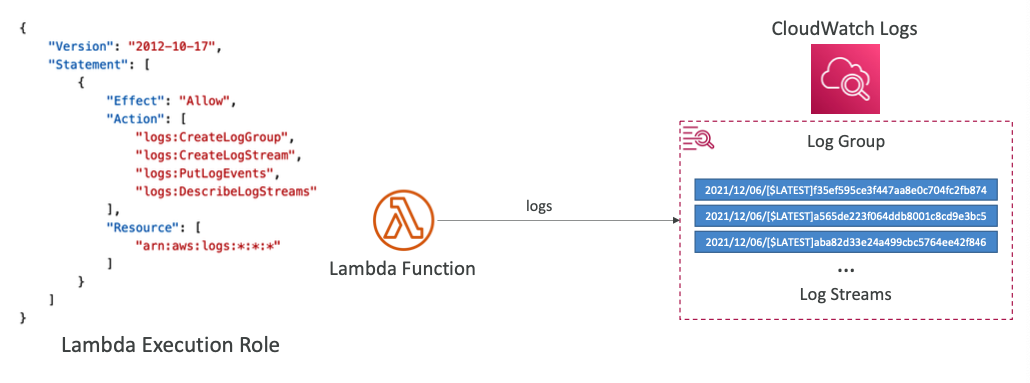 {
"Version": "2012-10-17",
"Statement": [
{
"Effect": "Allow",
"Action": [
"logs:CreateLogGroup",
"logs:CreateLogStream",
"logs:PutLogEvents",
"logs:DescribeLogStreams"
],
"Resource": [
"arn:aws:logs:*:*:*"
]
}
]
}
Lambda Execution Role
Lambda Function
logs
CloudWatch Logs
Log Group
2021/12/06/[$LATEST]f35ef595ce3f447aa8e0c704fc2fb874
2021/12/06/[$LATEST]a565de223f064ddb8001c8cd9e3bc5
2021/12/06/[$LATEST]aba82d33e24a499cbc5764ee42f846
...
Log Streams